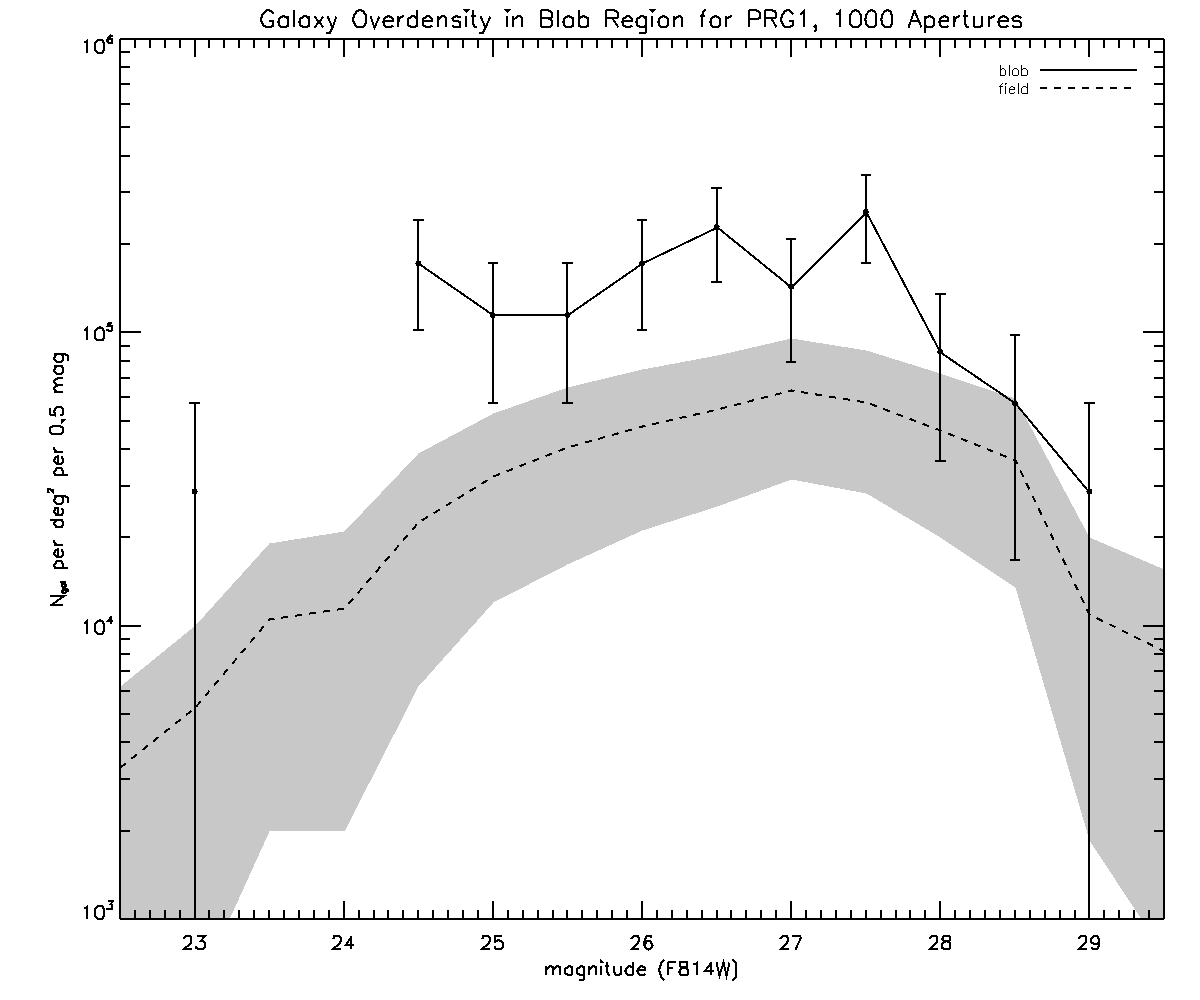 Galaxy Overdensity in Blob Region for PRG1, 1000 Apertures
blob
field
10⁶
10⁵
10⁴
10³
N_gal per deg² per 0.5 mag
23 24 25 26 27 28 29
magnitude (F814W)